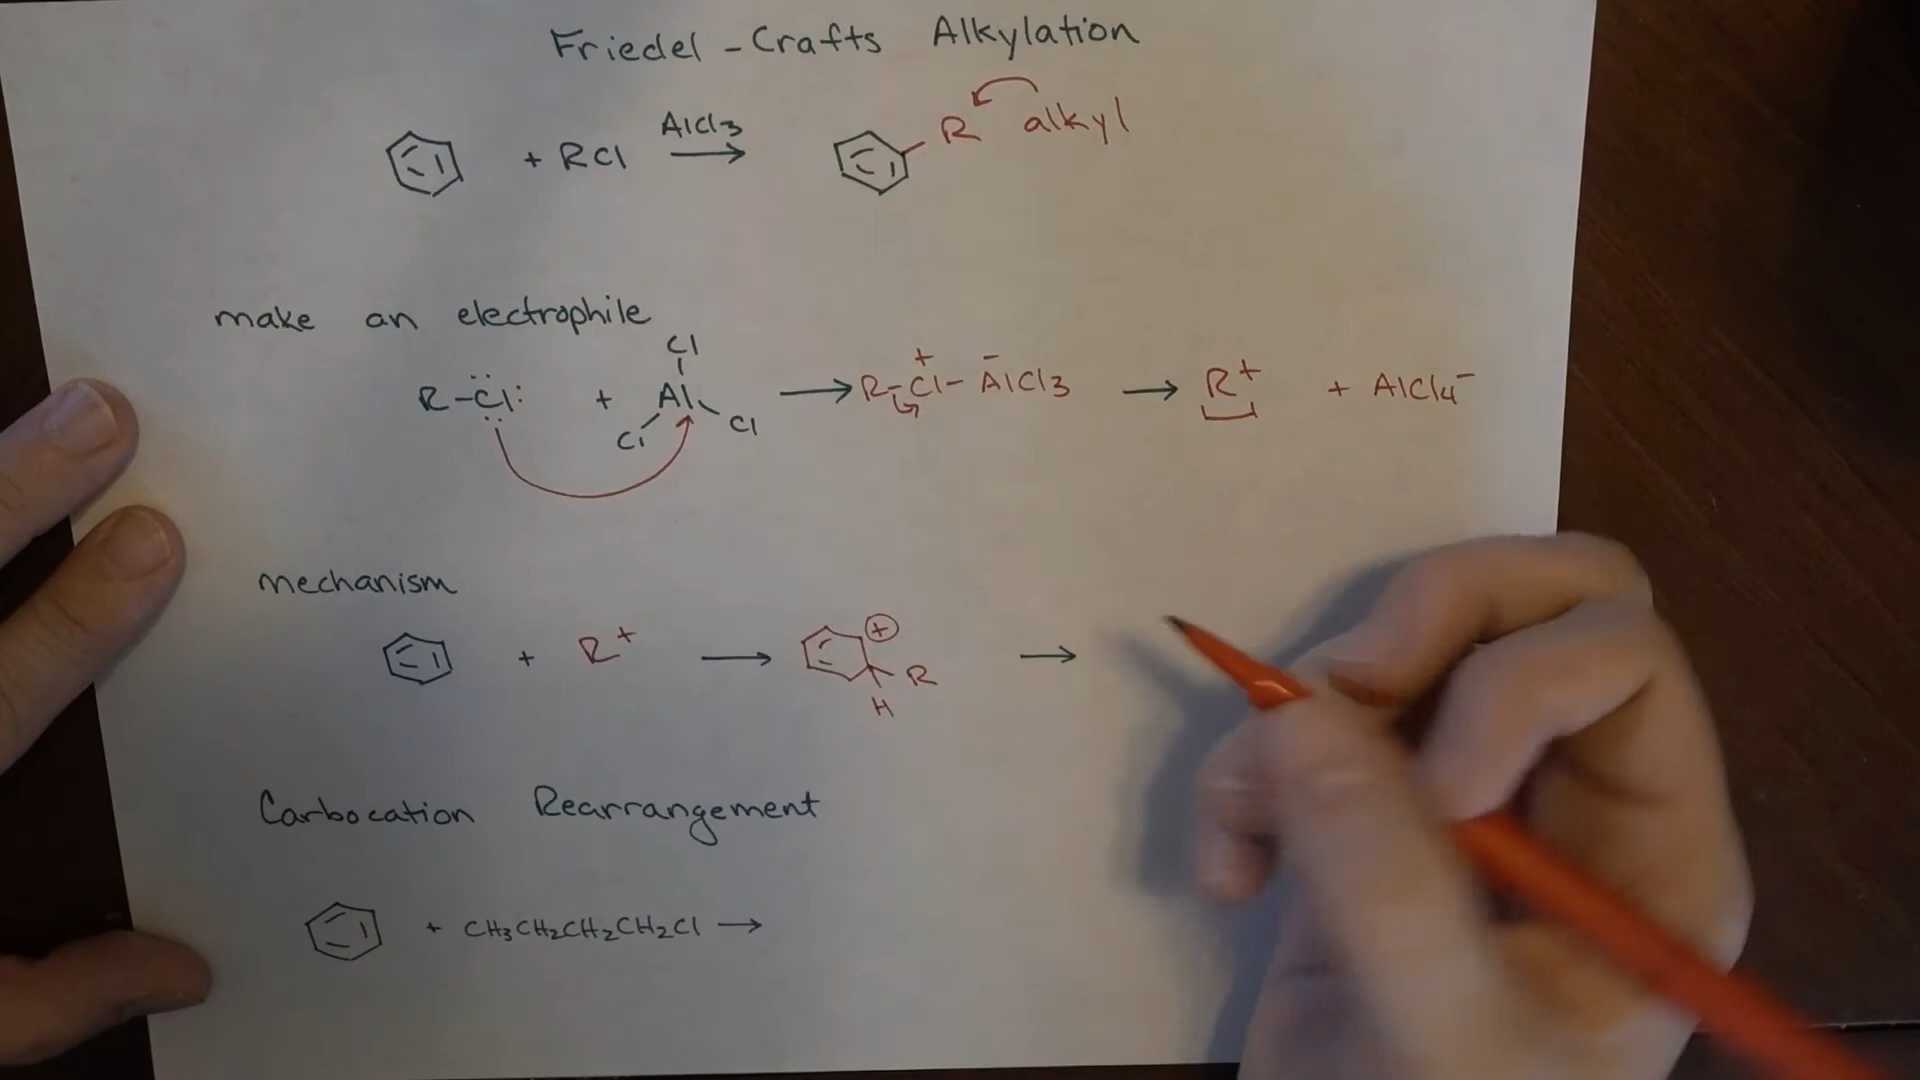 Friedel-Crafts Alkylation
+ RCl AlCl3 → R alkyl
make an electrophile
R-Cl: + Al Cl Cl Cl → R-Cl+-AlCl3− → R+ + AlCl4−
mechanism
+ R+ → + R H →
Carbocation Rearrangement
+ CH3CH2CH2CH2Cl →